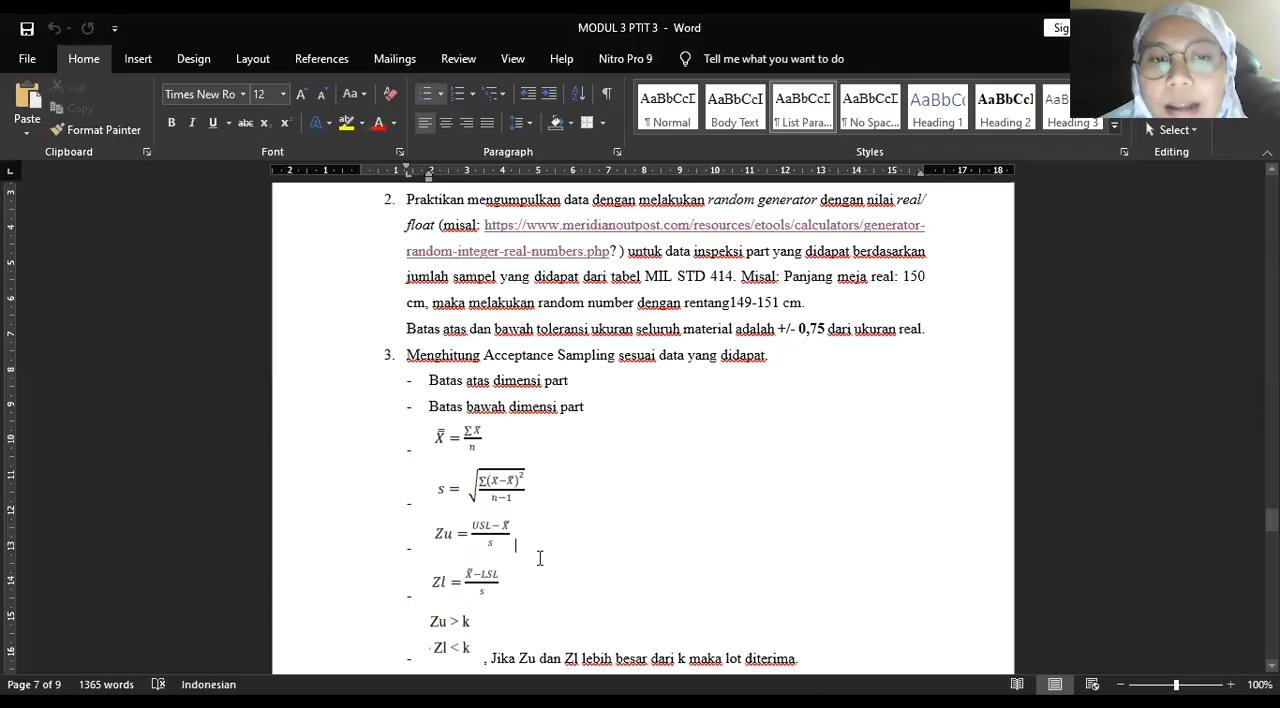 MODUL 3 PTIT 3 - Word
File Home Insert Design Layout References Mailings Review View Help Nitro Pro 9 Tell me what you want to do
Paste Cut Copy Format Painter
Times New Ro 12
AaBbCcI AaBbCcD AaBbCcI AaBbCcD AaBbCc AaBbCc AaBb
¶ Normal Body Text ¶ List Para... ¶ No Spac... Heading 1 Heading 2 Heading 3
Select
Clipboard Font Paragraph Styles Editing
2. Praktikan mengumpulkan data dengan melakukan random generator dengan nilai real/
float (misal: https://www.meridianoutpost.com/resources/etools/calculators/generator-
random-integer-real-numbers.php? ) untuk data inspeksi part yang didapat berdasarkan
jumlah sampel yang didapat dari tabel MIL STD 414. Misal: Panjang meja real: 150
cm, maka melakukan random number dengan rentang149-151 cm.
Batas atas dan bawah toleransi ukuran seluruh material adalah +/- 0,75 dari ukuran real.
3. Menghitung Acceptance Sampling sesuai data yang didapat.
- Batas atas dimensi part
- Batas bawah dimensi part
- X̿ = ΣX̄/n
- s = √(Σ(X̄−X̿)²/(n−1))
- Zu = (USL−X̿)/s
- Zl = (X̿−LSL)/s
Zu > k
Zl < k
- , Jika Zu dan Zl lebih besar dari k maka lot diterima.
Page 7 of 9 1365 words Indonesian 100%